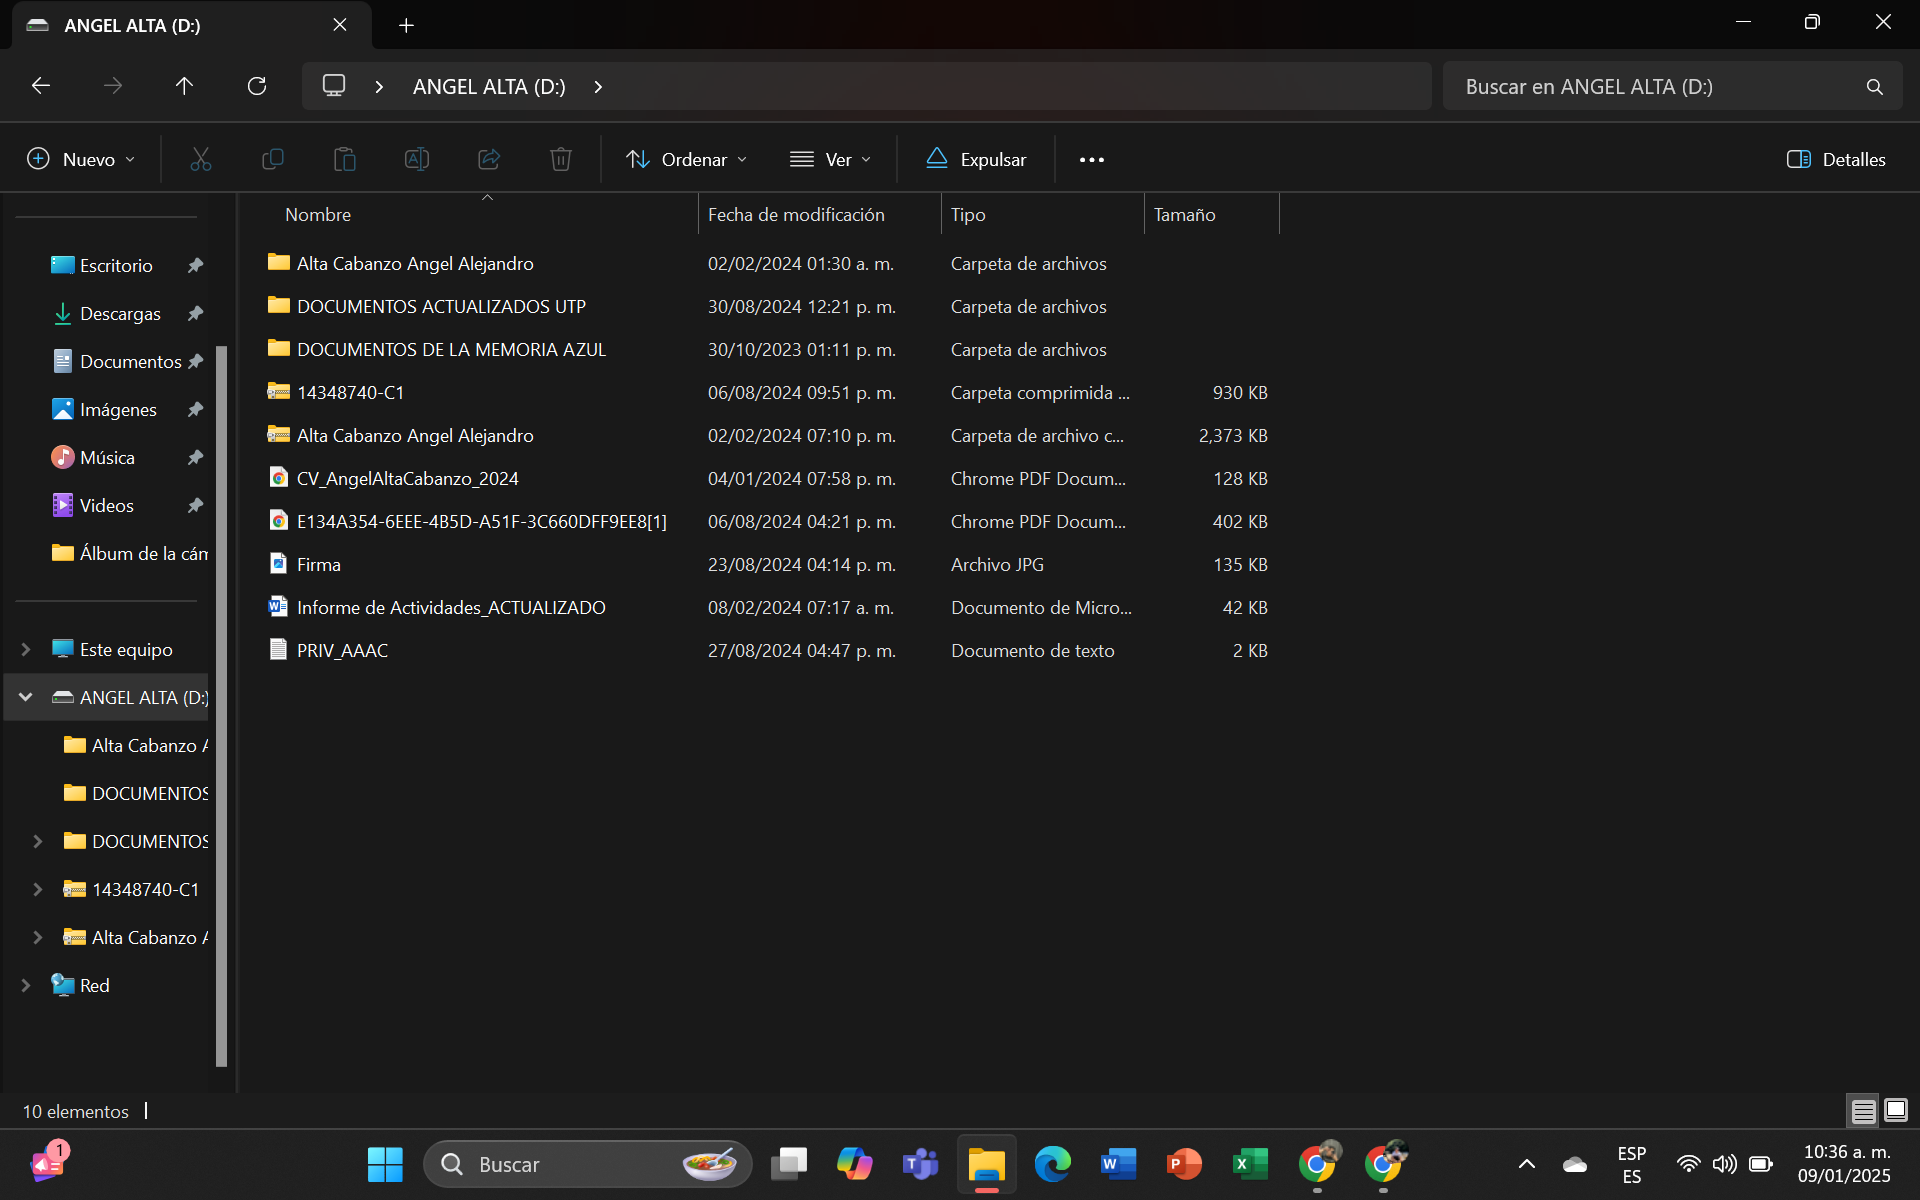 ANGEL ALTA (D:)
ANGEL ALTA (D:)
Buscar en ANGEL ALTA (D:)
Nuevo
Ordenar
Ver
Expulsar
Detalles
Nombre Fecha de modificación Tipo Tamaño
Alta Cabanzo Angel Alejandro 02/02/2024 01:30 a. m. Carpeta de archivos
DOCUMENTOS ACTUALIZADOS UTP 30/08/2024 12:21 p. m. Carpeta de archivos
DOCUMENTOS DE LA MEMORIA AZUL 30/10/2023 01:11 p. m. Carpeta de archivos
14348740-C1 06/08/2024 09:51 p. m. Carpeta comprimida ... 930 KB
Alta Cabanzo Angel Alejandro 02/02/2024 07:10 p. m. Carpeta de archivo c... 2,373 KB
CV_AngelAltaCabanzo_2024 04/01/2024 07:58 p. m. Chrome PDF Docum... 128 KB
E134A354-6EEE-4B5D-A51F-3C660DFF9EE8[1] 06/08/2024 04:21 p. m. Chrome PDF Docum... 402 KB
Firma 23/08/2024 04:14 p. m. Archivo JPG 135 KB
Informe de Actividades_ACTUALIZADO 08/02/2024 07:17 a. m. Documento de Micro... 42 KB
PRIV_AAAC 27/08/2024 04:47 p. m. Documento de texto 2 KB
Escritorio
Descargas
Documentos
Imágenes
Música
Videos
Álbum de la cám
Este equipo
ANGEL ALTA (D:)
Alta Cabanzo A
DOCUMENTOS
DOCUMENTOS
14348740-C1
Alta Cabanzo A
Red
10 elementos
1
Buscar
ESP
ES
10:36 a. m.
09/01/2025